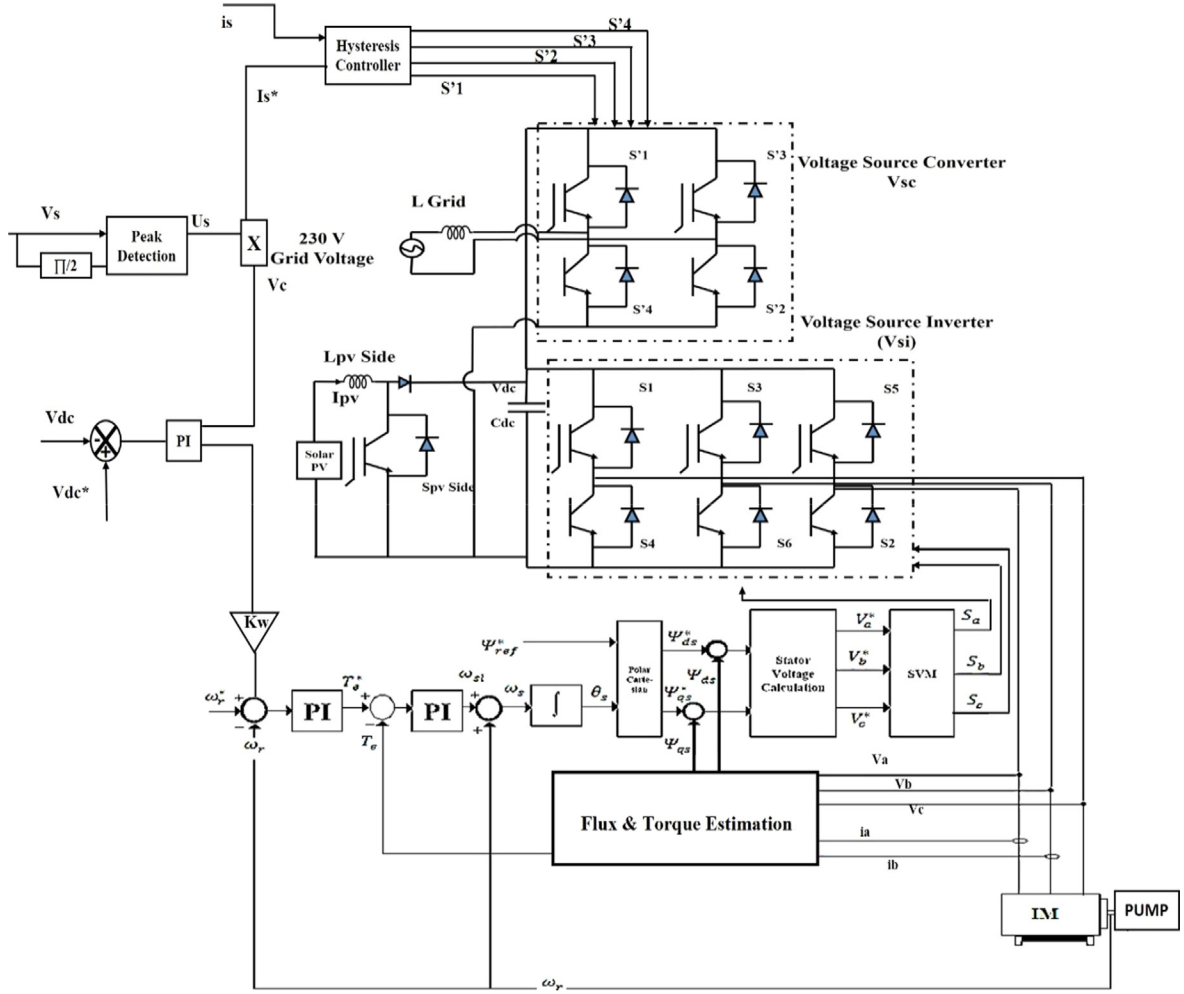 is
S'4
S'3
S'2
S'1
Hysteresis
Controller
Is*
S'1
S'3
Voltage Source Converter
Vsc
L Grid
Vs
Us
Peak
Detection
∏/2
X
230 V
Grid Voltage
Vc
S'4
S'2
Voltage Source Inverter
(Vsi)
Lpv Side
Ipv
Vdc
Cdc
S1
S3
S5
Vdc
-
+
PI
Vdc*
Solar
PV
Spv Side
S4
S6
S2
Kw
Ψ*ref
Polar
Carte-
sian
Ψ*ds
Ψds
Ψ*qs
Ψqs
Stator
Voltage
Calculation
V*a
V*b
V*c
SVM
Sa
Sb
Sc
ω*r
+
−
ωr
PI
T*e
+
−
Te
PI
ωsl
+
+
ωs
∫
θs
Flux & Torque Estimation
Va
Vb
Vc
ia
ib
IM
PUMP
ωr